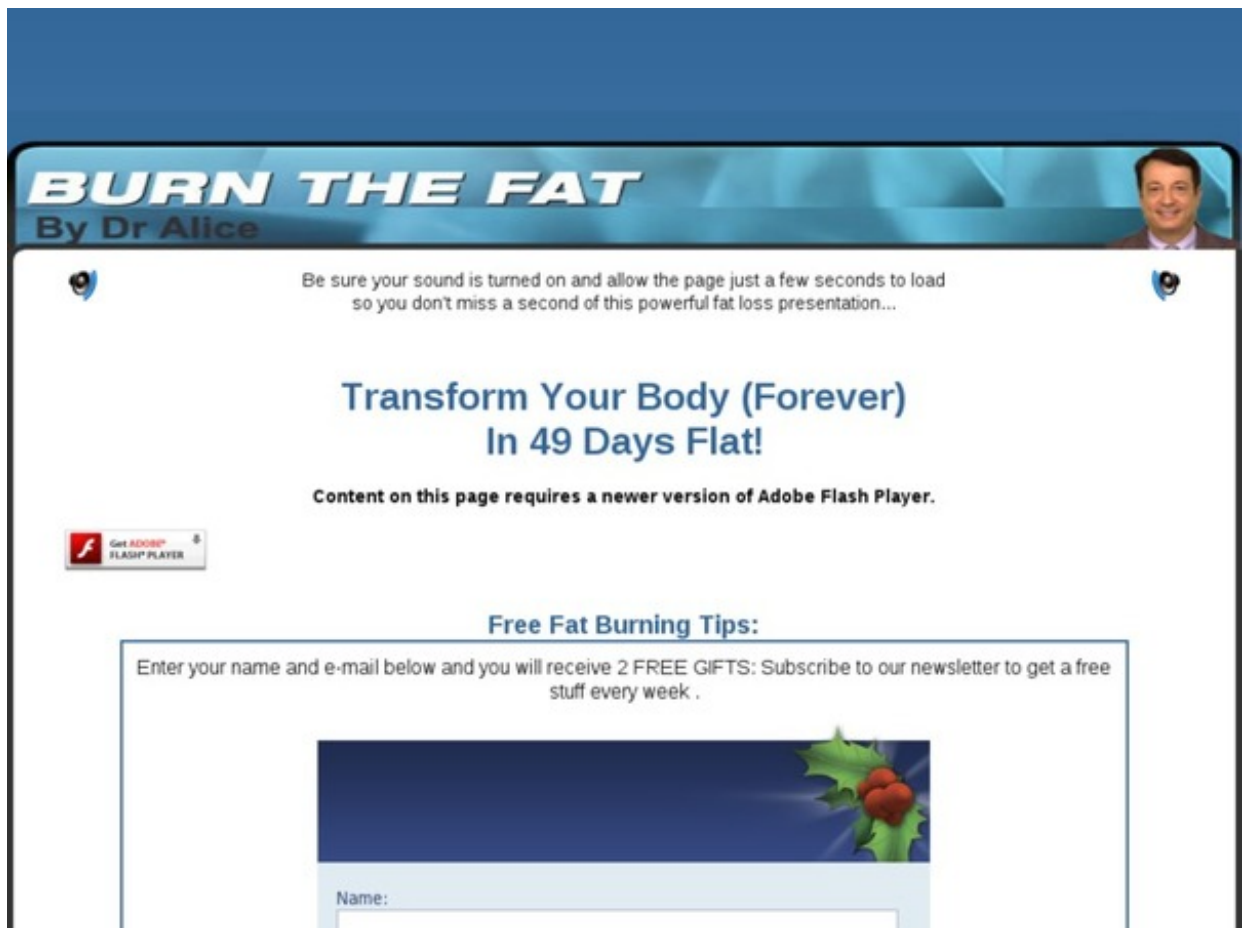 BURN THE FAT
By Dr Alice
Be sure your sound is turned on and allow the page just a few seconds to load
so you don't miss a second of this powerful fat loss presentation...
Transform Your Body (Forever)
In 49 Days Flat!
Content on this page requires a newer version of Adobe Flash Player.
Get ADOBE®
FLASH® PLAYER
Free Fat Burning Tips:
Enter your name and e-mail below and you will receive 2 FREE GIFTS: Subscribe to our newsletter to get a free
stuff every week .
Name: